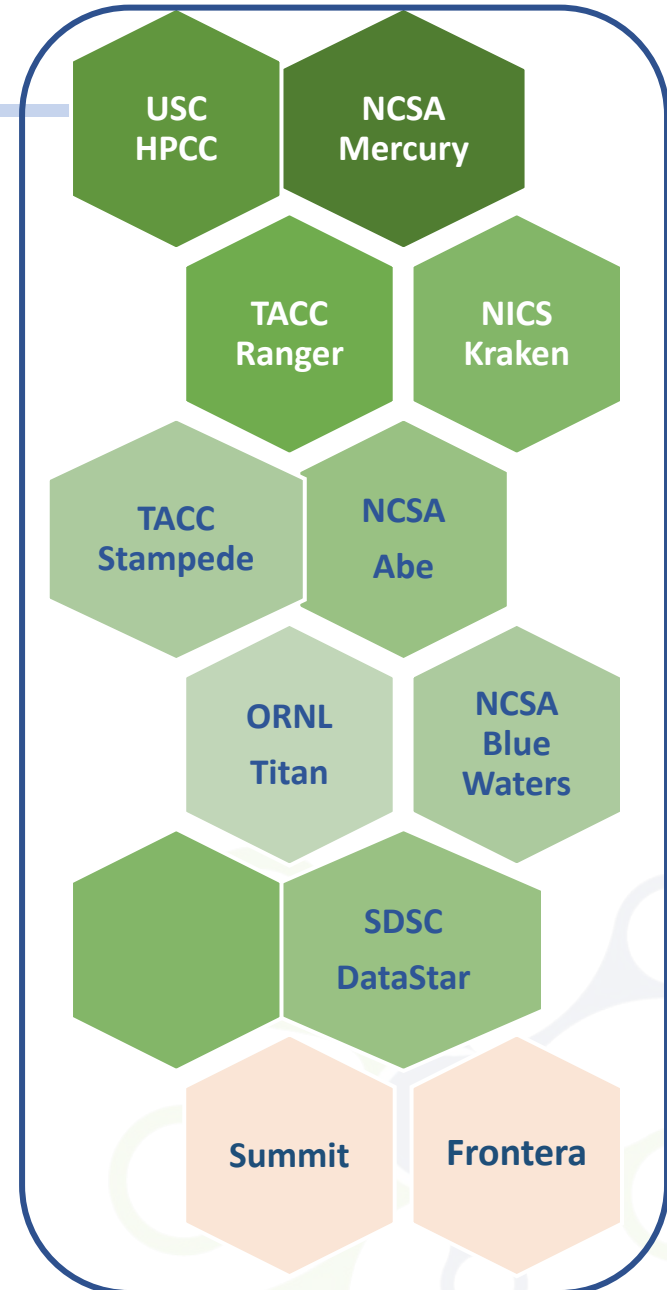 USC
HPCC
NCSA
Mercury
TACC
Ranger
NICS
Kraken
TACC
Stampede
NCSA
Abe
ORNL
Titan
NCSA
Blue
Waters
SDSC
DataStar
Summit
Frontera